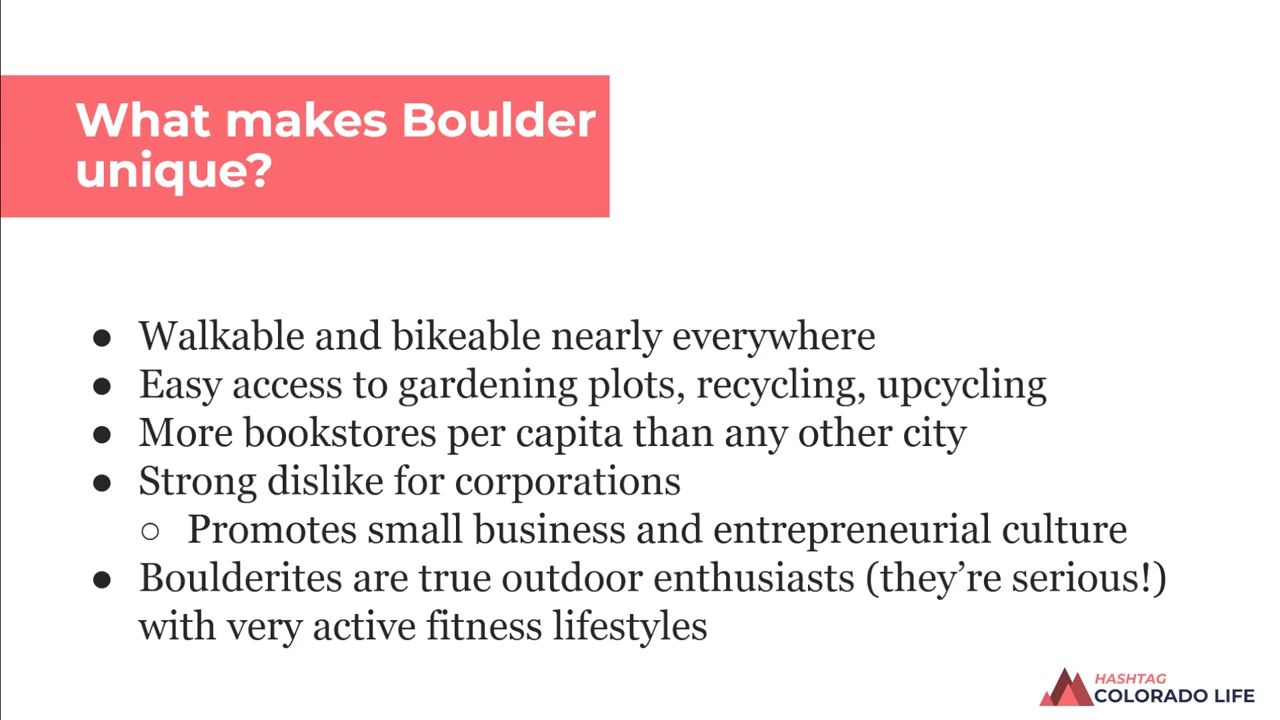 What makes Boulder
unique?
● Walkable and bikeable nearly everywhere
● Easy access to gardening plots, recycling, upcycling
● More bookstores per capita than any other city
● Strong dislike for corporations
○ Promotes small business and entrepreneurial culture
● Boulderites are true outdoor enthusiasts (they’re serious!)
with very active fitness lifestyles
HASHTAG
COLORADO LIFE